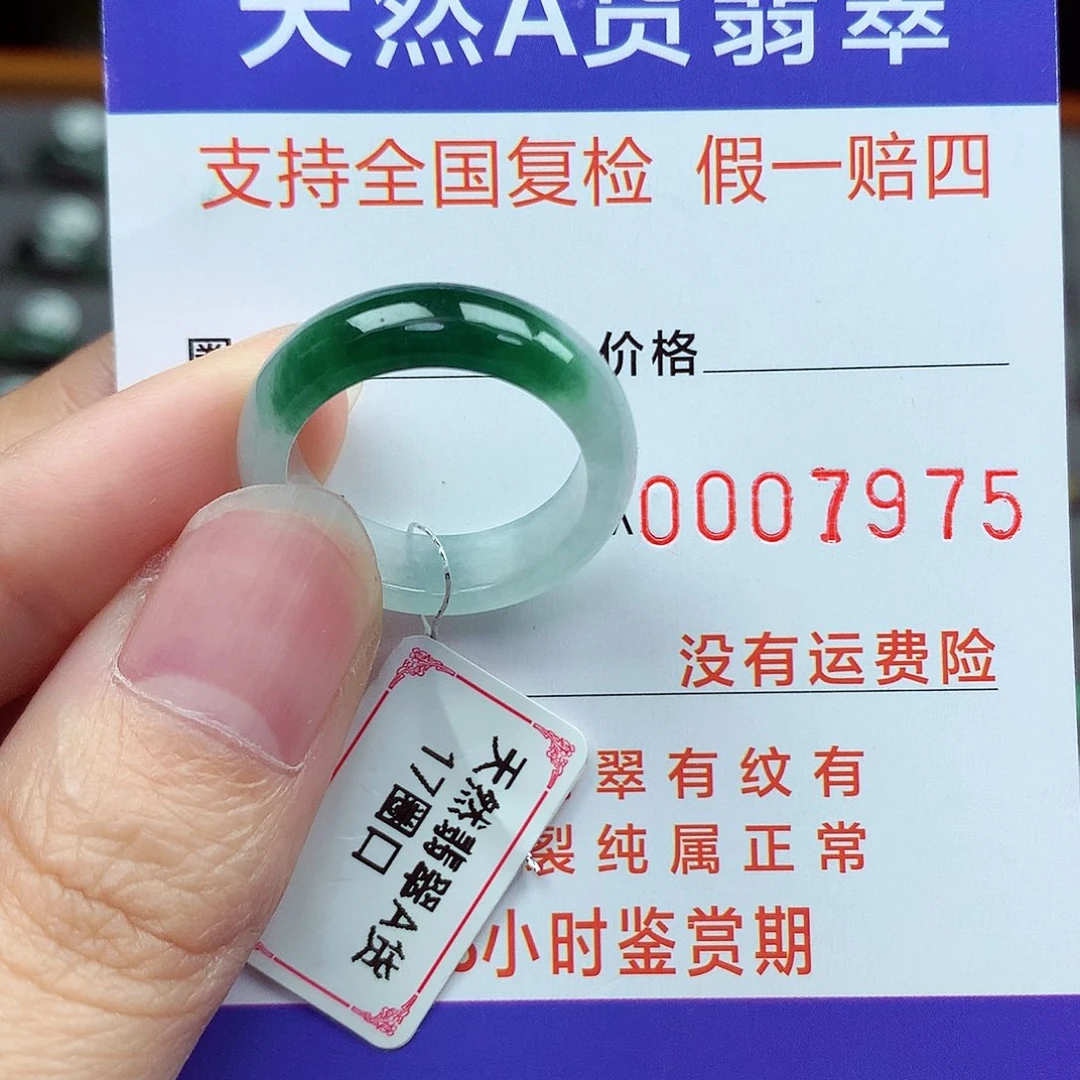 天然A货翡翠
支持全国复检 假一赔四
圈
价格
0007975
没有运费险
翠有纹有
裂纯属正常
小时鉴赏期
天然翡翠A货
17圈口